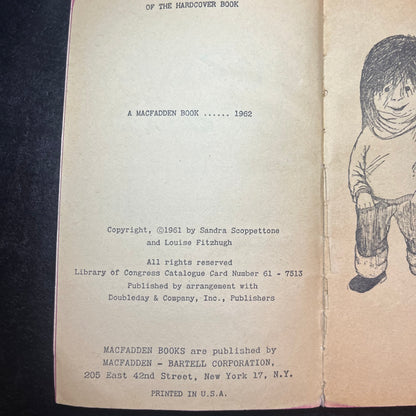 OF THE HARDCOVER BOOK
A MACFADDEN BOOK ...... 1962
Copyright, ©1961 by Sandra Scoppettone
and Louise Fitzhugh
All rights reserved
Library of Congress Catalogue Card Number 61 - 7513
Published by arrangement with
Doubleday & Company, Inc., Publishers
MACFADDEN BOOKS are published by
MACFADDEN - BARTELL CORPORATION,
205 East 42nd Street, New York 17, N.Y.
PRINTED IN U.S.A.